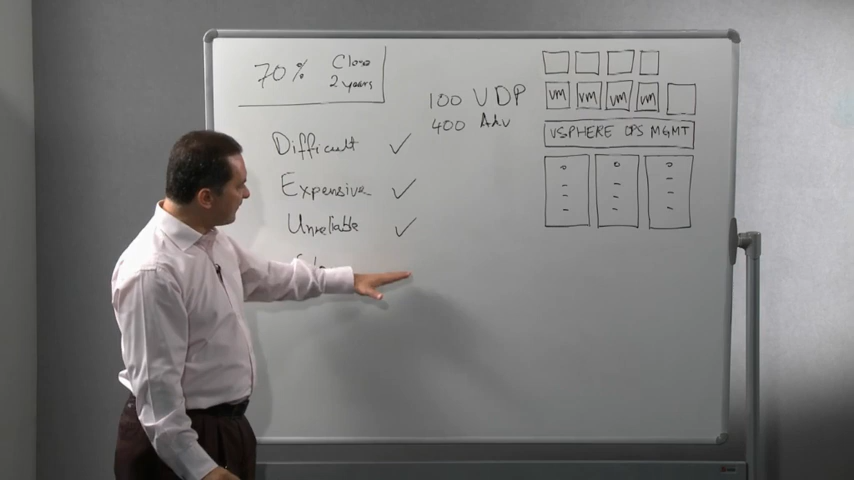 70% Close
2 years
100 VDP
400 Adv
Difficult ✓
Expensive ✓
Unreliable ✓
VM VM VM VM
VSPHERE OPS MGMT